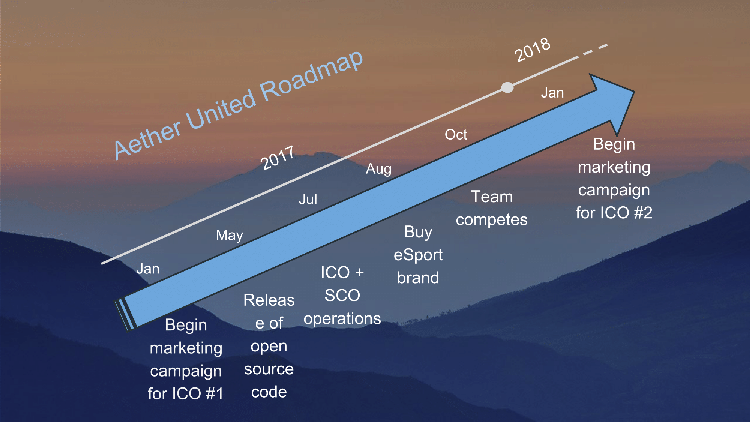 Aether United Roadmap
2017
2018
Jan
May
Jul
Aug
Oct
Jan
Begin
marketing
campaign
for ICO #1
Releas
e of
open
source
code
ICO +
SCO
operations
Buy
eSport
brand
Team
competes
Begin
marketing
campaign
for ICO #2